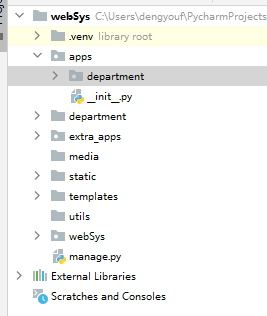 webSys C:\Users\dengyouf\PycharmProjects
.venv library root
apps
department
__init__.py
department
extra_apps
media
static
templates
utils
webSys
manage.py
External Libraries
Scratches and Consoles